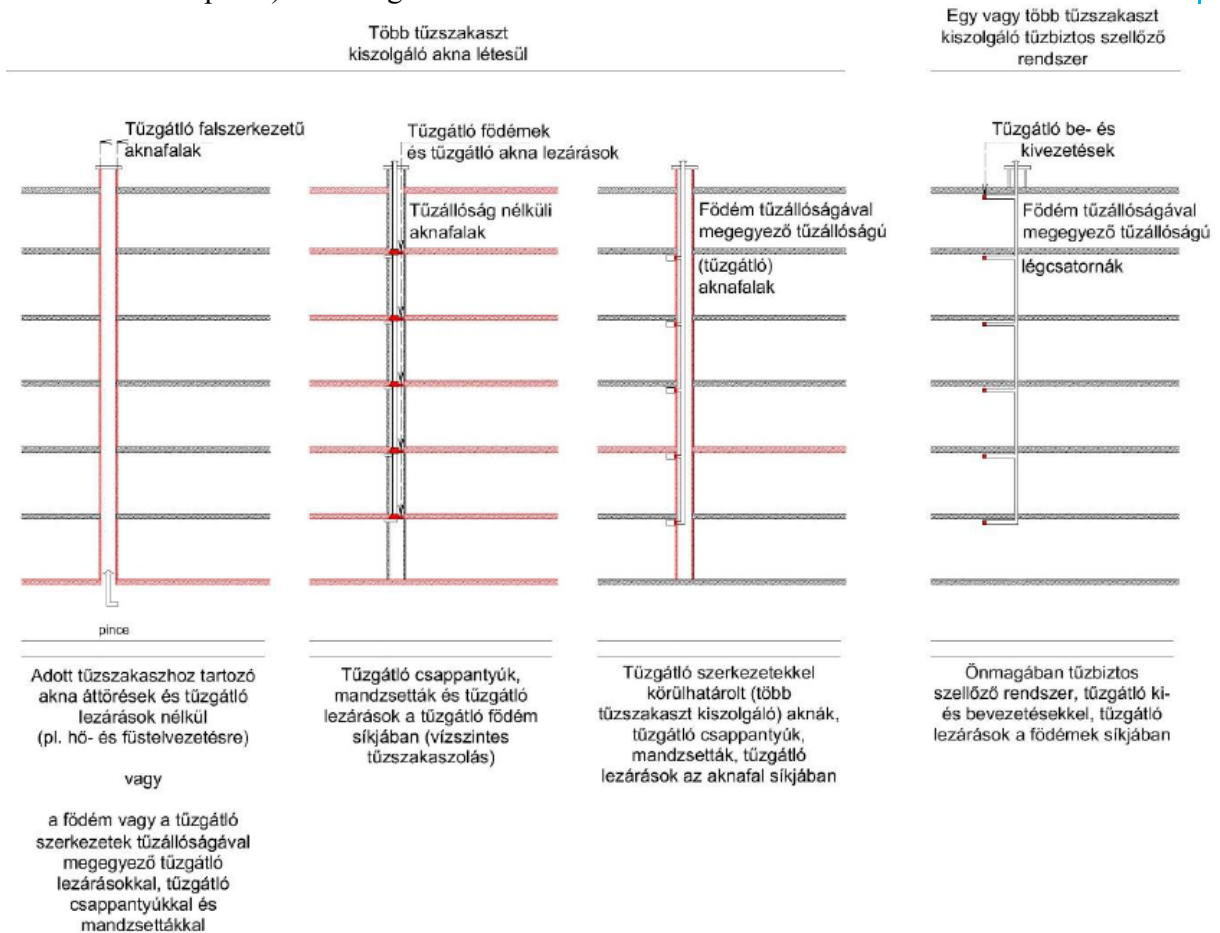 Több tűzszakaszt
kiszolgáló akna létesül
Egy vagy több tűzszakaszt
kiszolgáló tűzbiztos szellőző
rendszer
Tűzgátló falszerkezetű
aknafalak
Tűzgátló födémek
és tűzgátló akna lezárások
Tűzállóság nélküli
aknafalak
Födém tűzállóságával
megegyező tűzállóságú
(tűzgátló)
aknafalak
Tűzgátló be- és
kivezetések
Födém tűzállóságával
megegyező tűzállóságú
légcsatornák
pince
Adott tűzszakaszhoz tartozó
akna áttörések és tűzgátló
lezárások nélkül
(pl. hő- és füstelvezetésre)
vagy
a födém vagy a tűzgátló
szerkezetek tűzállóságával
megegyező tűzgátló
lezárásokkal, tűzgátló
csappantyúkkal és
mandzsettákkal
Tűzgátló csappantyúk,
mandzsetták és tűzgátló
lezárások a tűzgátló födém
síkjában (vízszintes
tűzszakaszolás)
Tűzgátló szerkezetekkel
körülhatárolt (több
tűzszakaszt kiszolgáló) aknák,
tűzgátló csappantyúk,
mandzsetták, tűzgátló
lezárások az aknafal síkjában
Önmagában tűzbiztos
szellőző rendszer, tűzgátló ki-
és bevezetésekkel, tűzgátló
lezárások a födémek síkjában